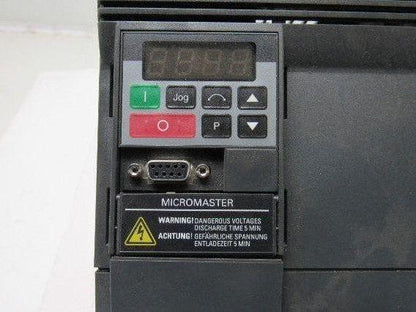 I
Jog
O
P
MICROMASTER
WARNING! DANGEROUS VOLTAGES
DISCHARGE TIME 5 MIN
ACHTUNG! GEFÄHRLICHE SPANNUNG
ENTLADEZEIT 5 MIN